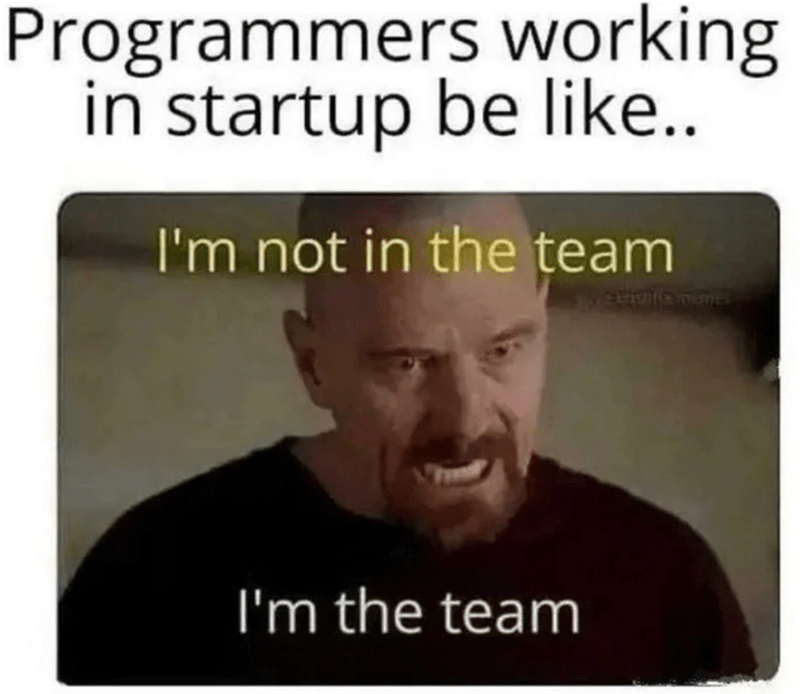 Programmers working
in startup be like..
I'm not in the team
I'm the team